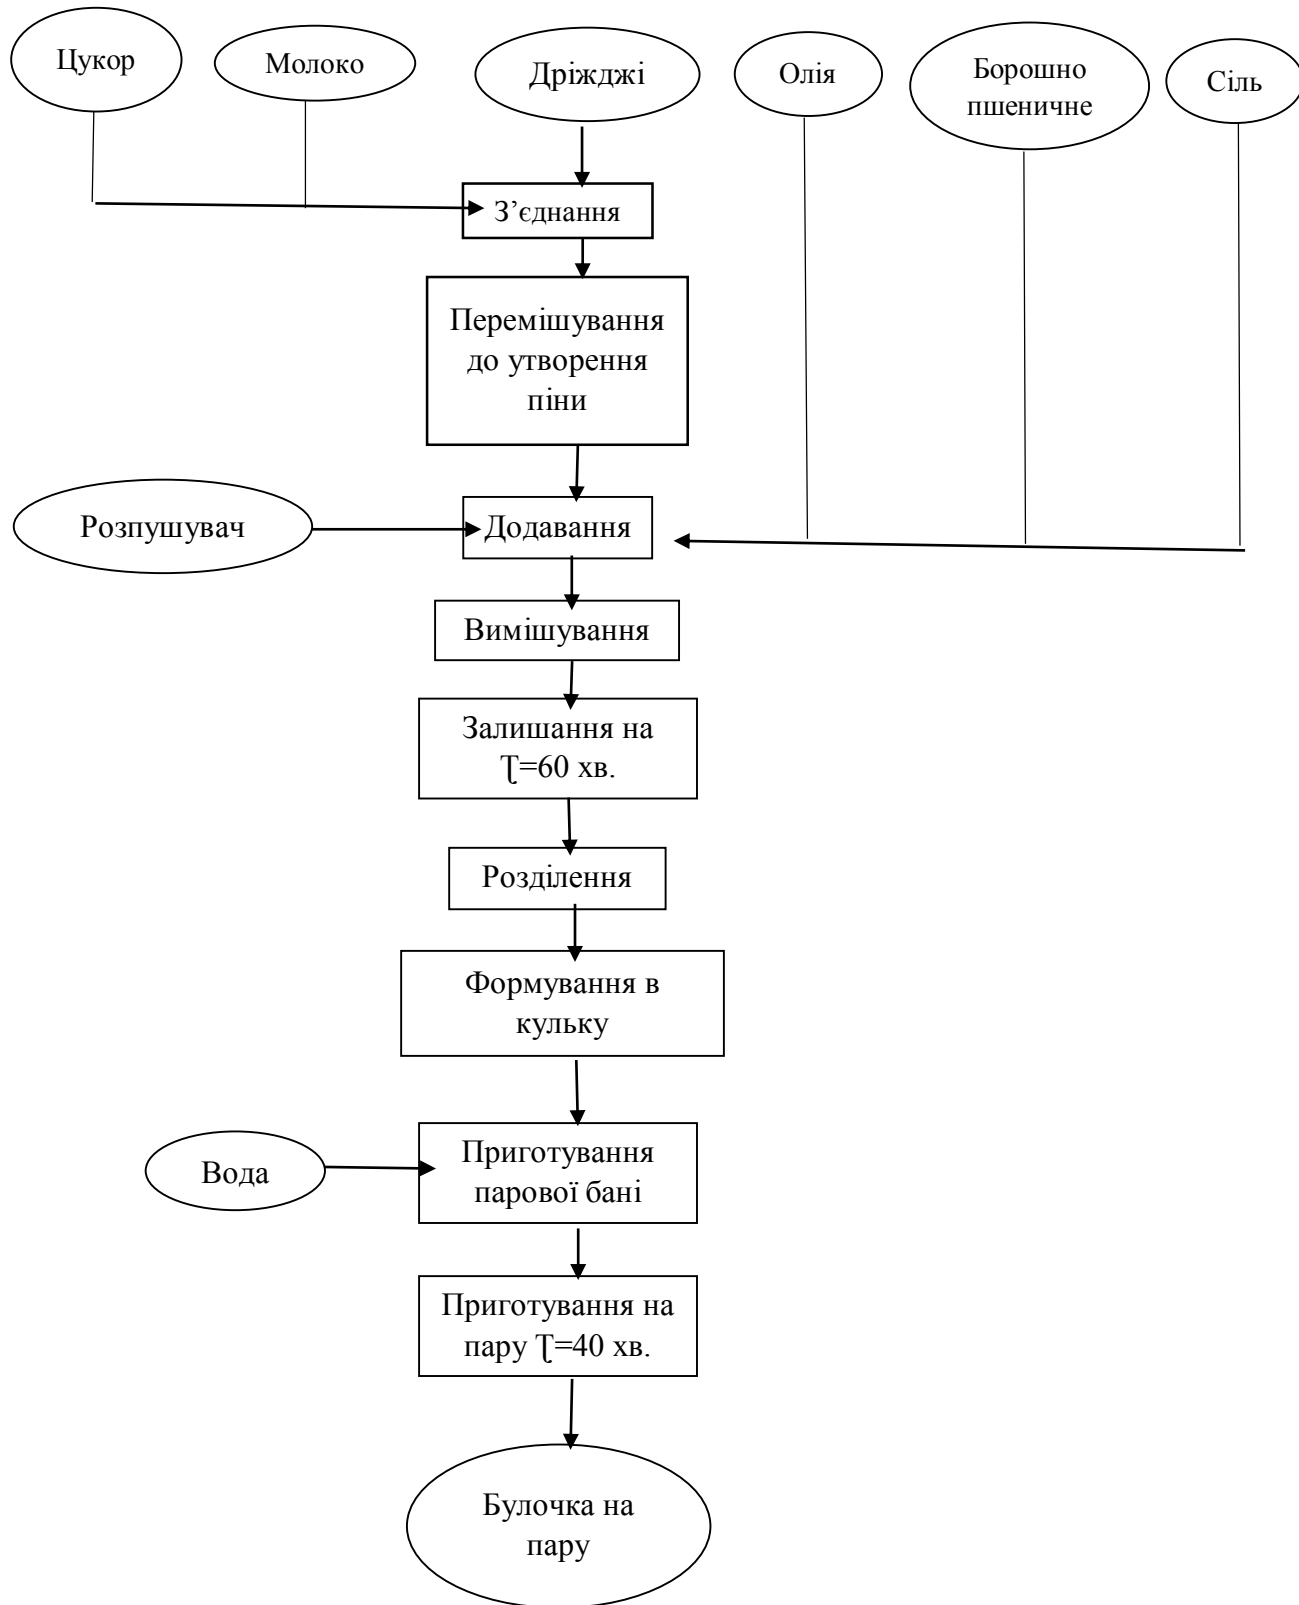 Цукор
Молоко
Дріжджі
Олія
Борошно
пшеничне
Сіль
З’єднання
Перемішування
до утворення
піни
Розпушувач
Додавання
Вимішування
Залишання на
Ʈ=60 хв.
Розділення
Формування в
кульку
Вода
Приготування
парової бані
Приготування на
пару Ʈ=40 хв.
Булочка на
пару